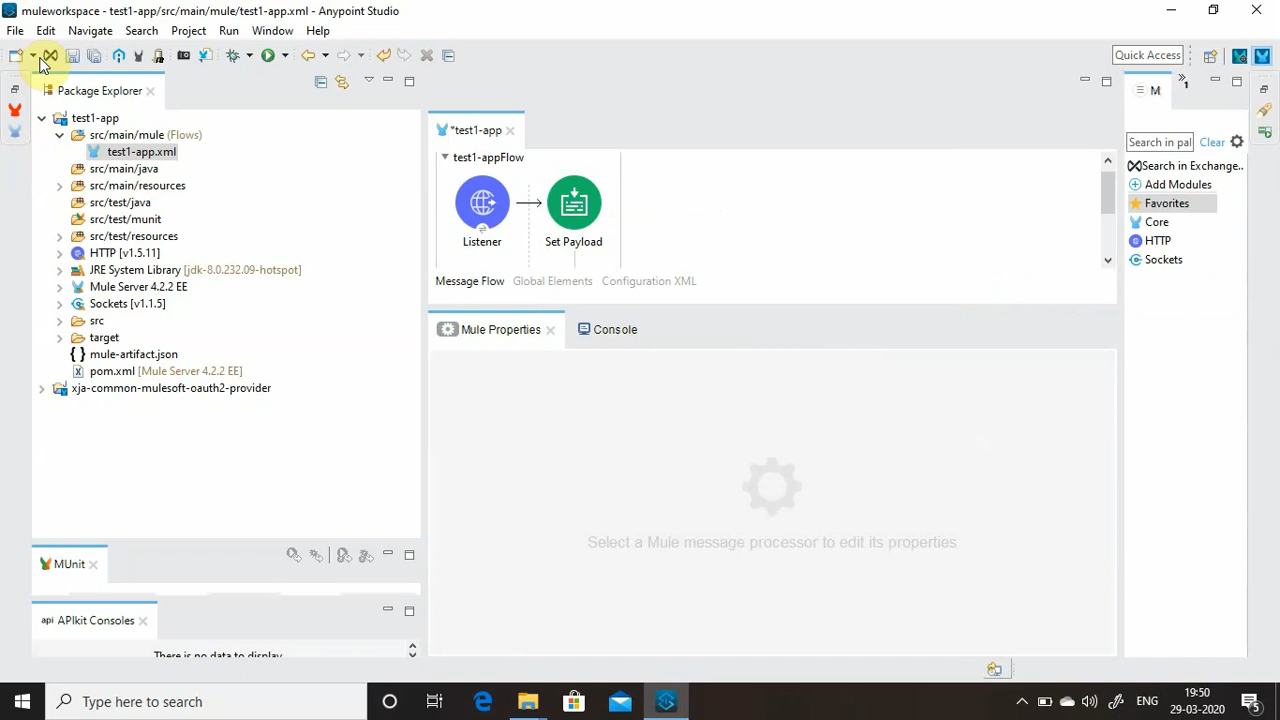 muleworkspace - test1-app/src/main/mule/test1-app.xml - Anypoint Studio
File Edit Navigate Search Project Run Window Help
Quick Access
Package Explorer
test1-app
src/main/mule (Flows)
test1-app.xml
src/main/java
src/main/resources
src/test/java
src/test/munit
src/test/resources
HTTP [v1.5.11]
JRE System Library [jdk-8.0.232.09-hotspot]
Mule Server 4.2.2 EE
Sockets [v1.1.5]
src
target
mule-artifact.json
pom.xml [Mule Server 4.2.2 EE]
xja-common-mulesoft-oauth2-provider
MUnit
api APIkit Consoles
There is no data to display
*test1-app
test1-appFlow
Listener
Set Payload
Message Flow Global Elements Configuration XML
Mule Properties
Console
Select a Mule message processor to edit its properties
M
1
Search in pal
Clear
Search in Exchange..
Add Modules
Favorites
Core
HTTP
Sockets
Type here to search
ENG
19:50
29-03-2020
5